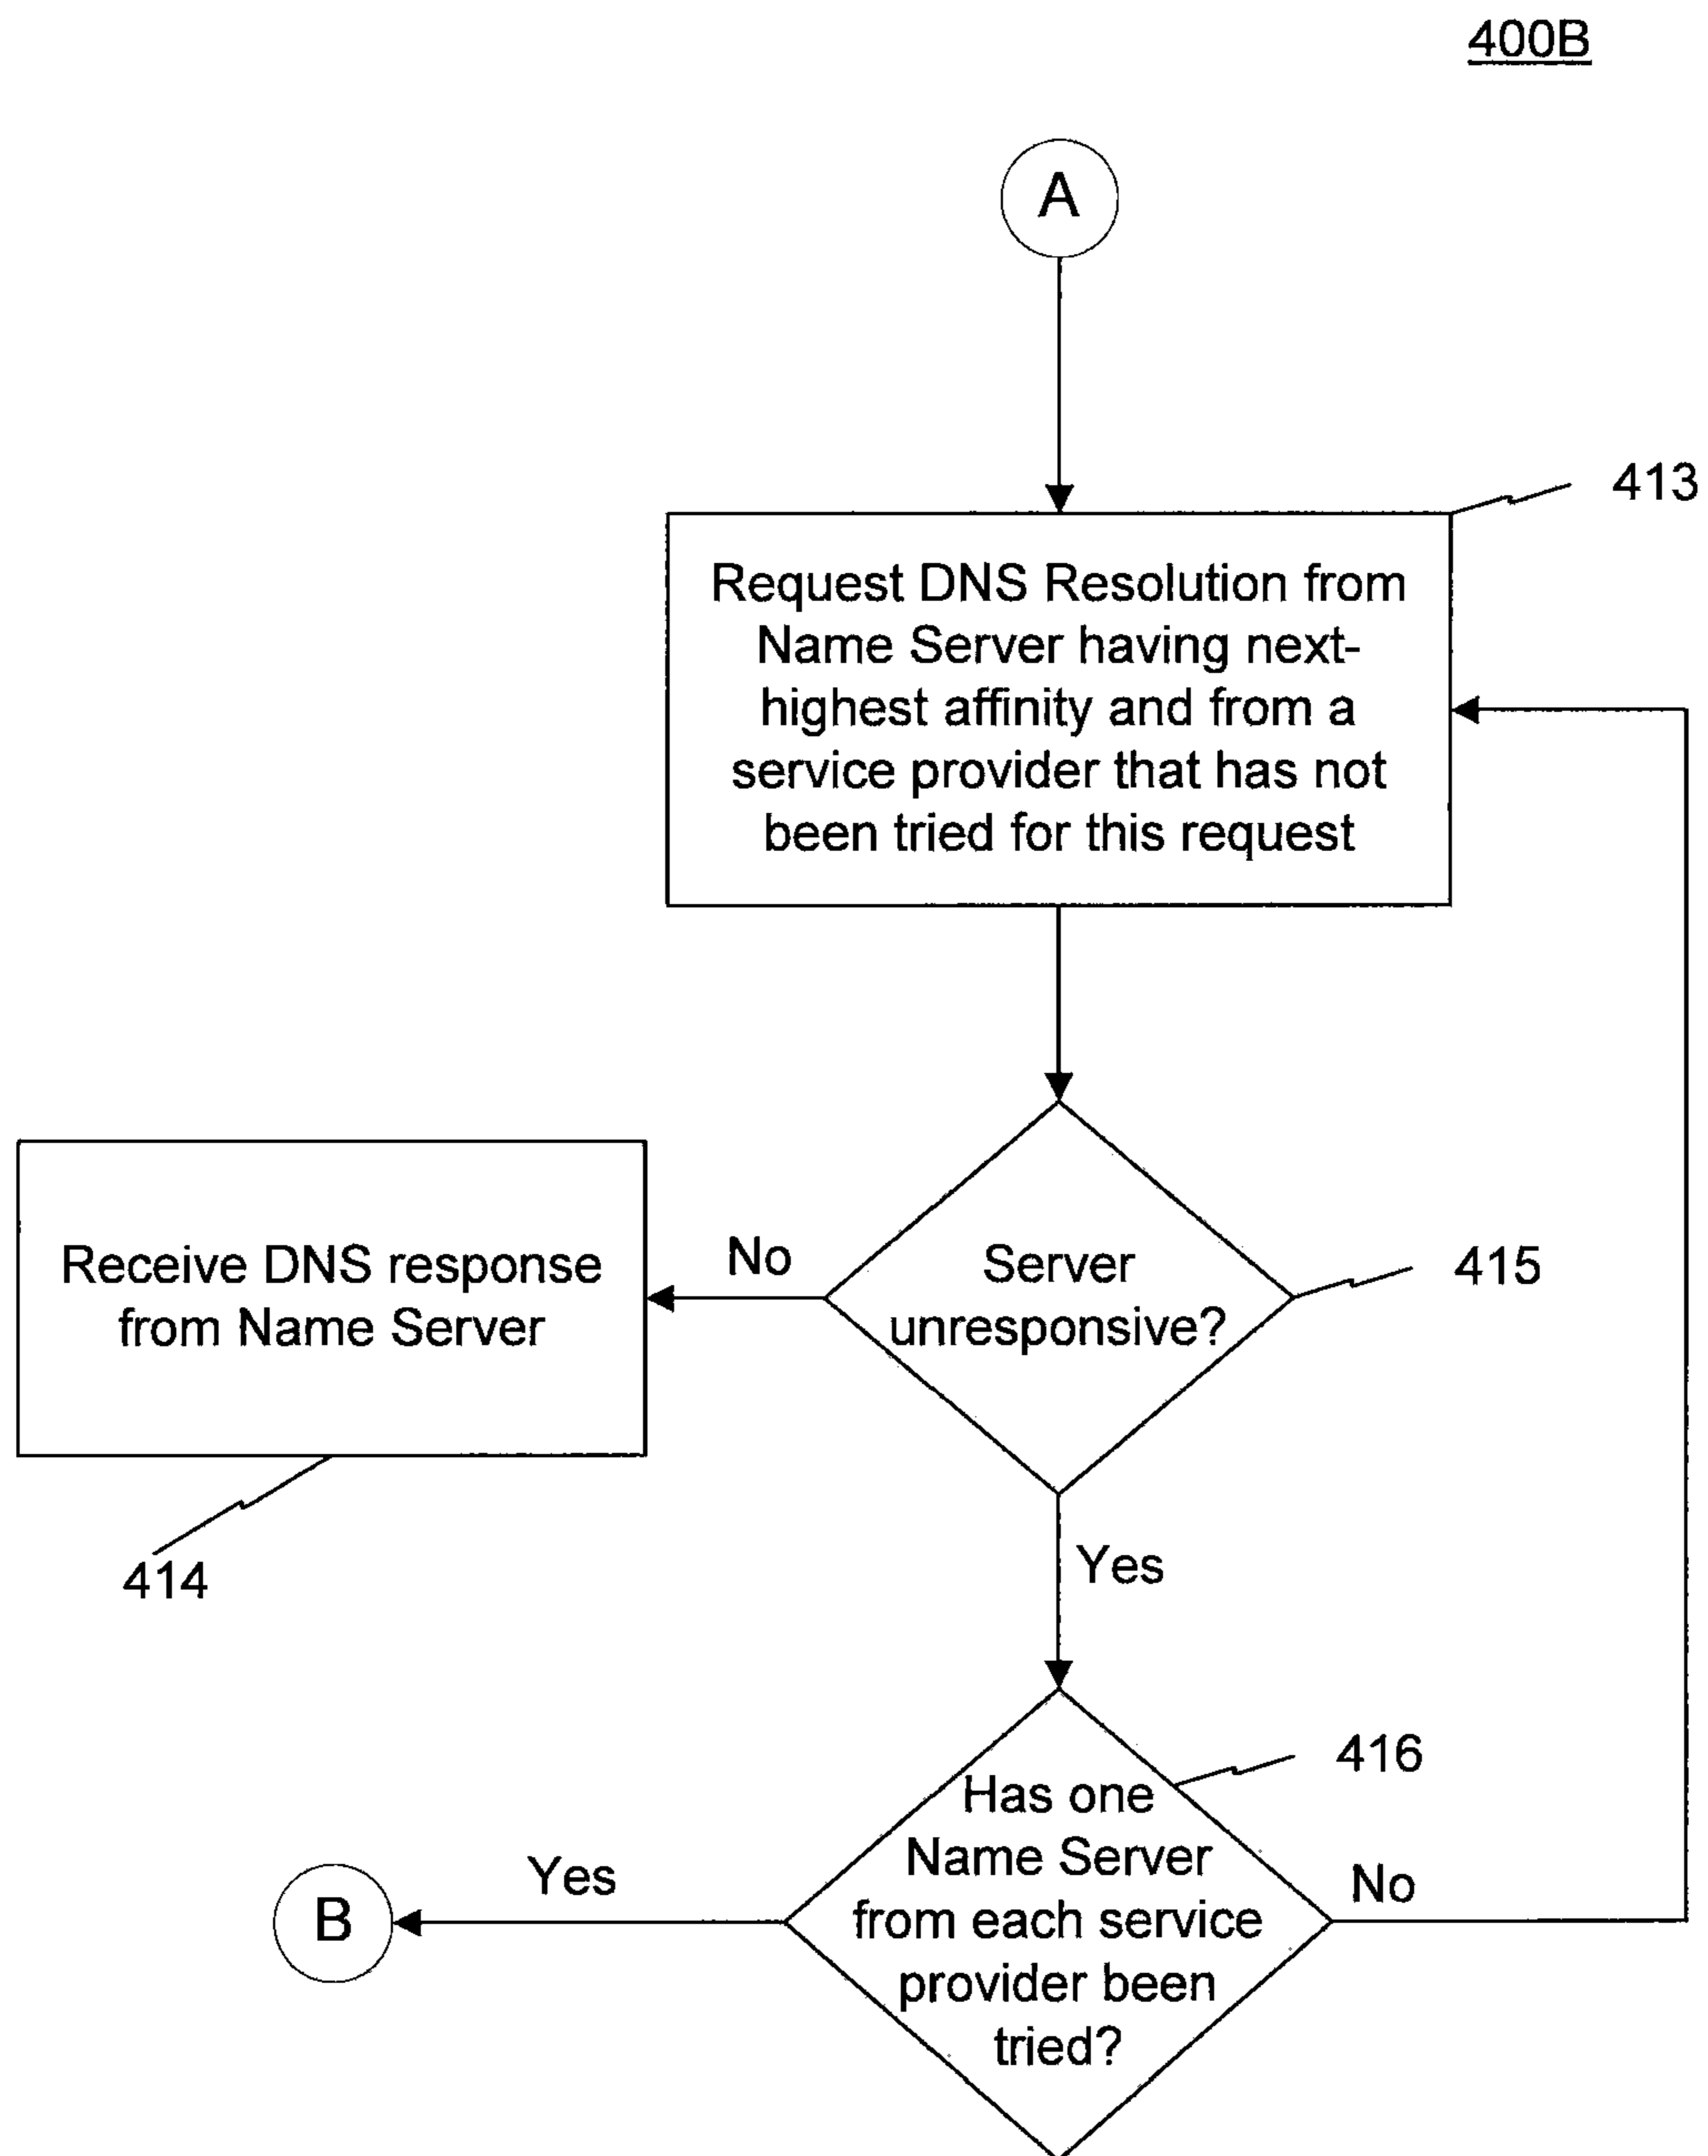 400B
A
413
Request DNS Resolution from
Name Server having next-
highest affinity and from a
service provider that has not
been tried for this request
Receive DNS response
from Name Server
No
Server
unresponsive?
415
414
Yes
416
Has one
Name Server
from each service
provider been
tried?
Yes
No
B